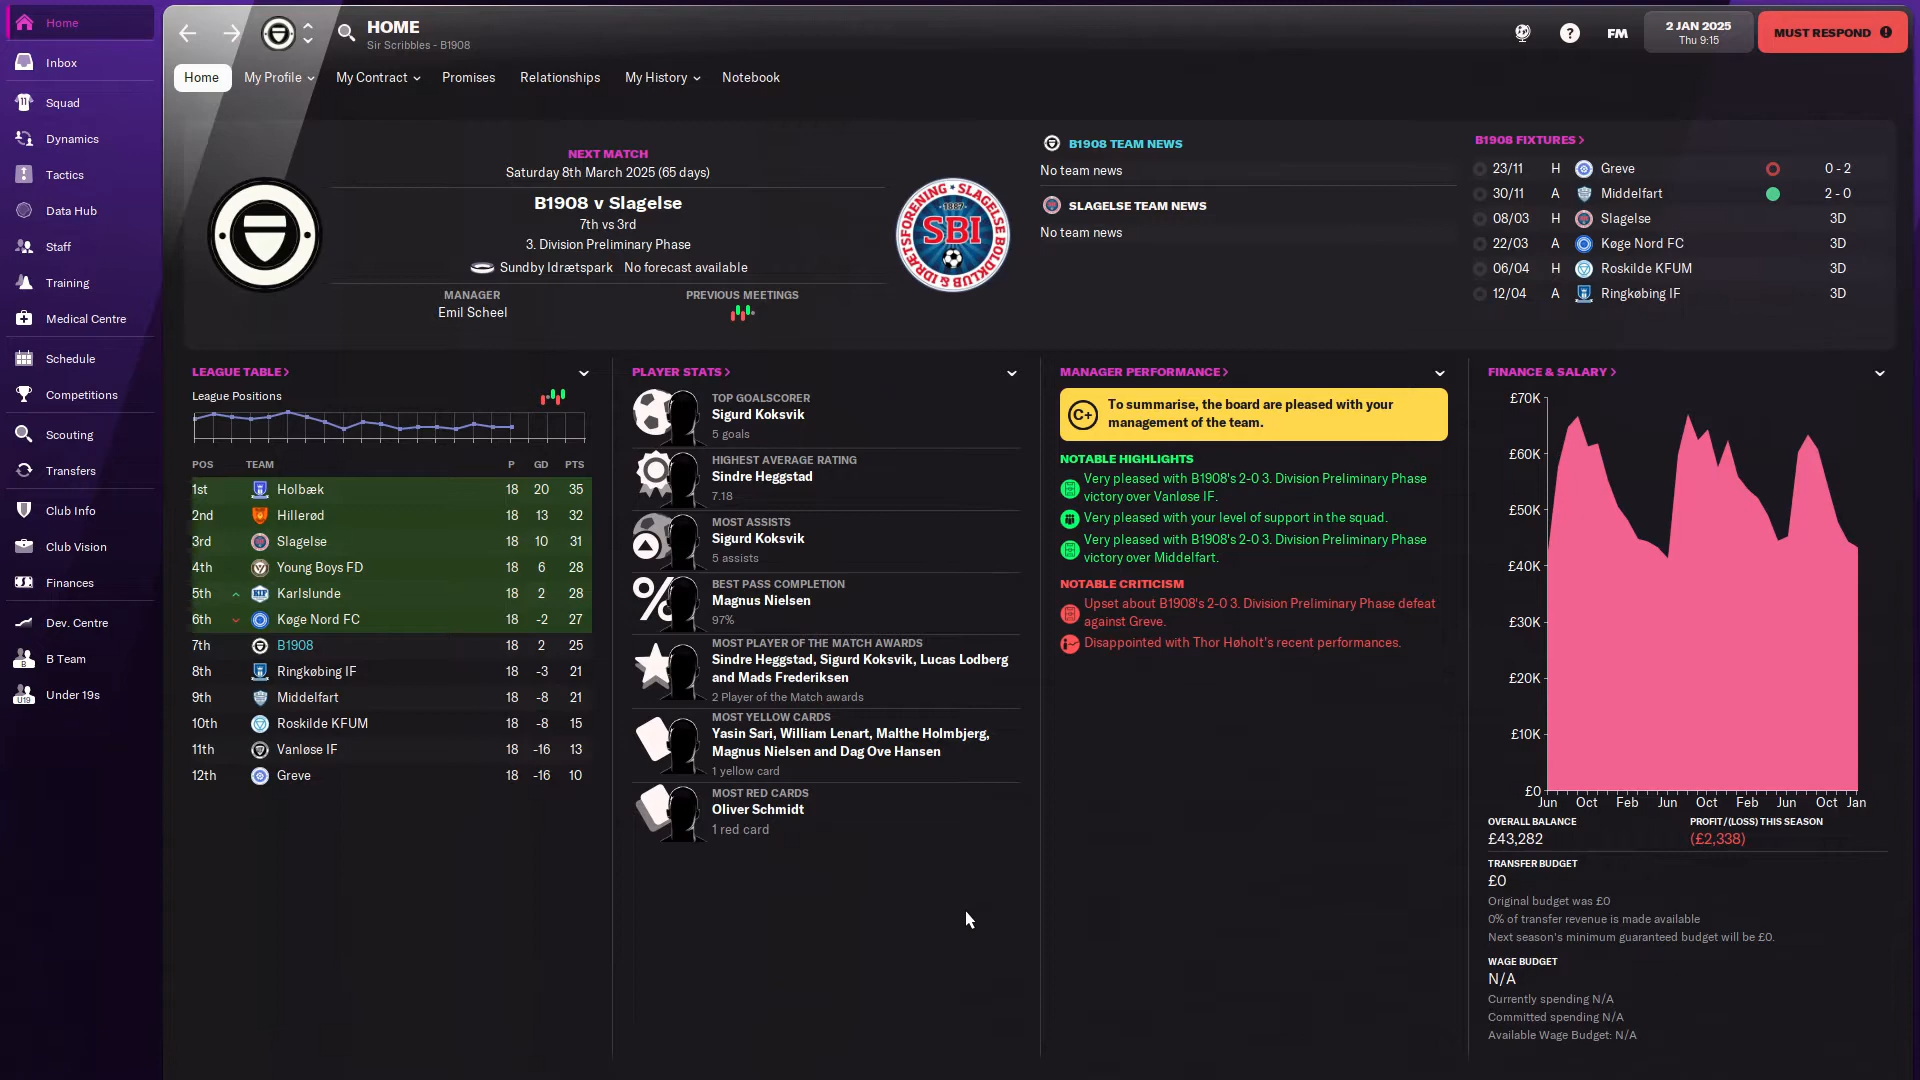 Home
Inbox
Squad
Dynamics
Tactics
Data Hub
Staff
Training
Medical Centre
Schedule
Competitions
Scouting
Transfers
Club Info
Club Vision
Finances
Dev. Centre
B Team
Under 19s
HOME
Sir Scribbles - B1908
FM
2 JAN 2025
Thu 9:15
MUST RESPOND
Home My Profile My Contract Promises Relationships My History Notebook
NEXT MATCH
Saturday 8th March 2025 (65 days)
B1908 v Slagelse
7th vs 3rd
3. Division Preliminary Phase
Sundby Idrætspark No forecast available
MANAGER
Emil Scheel
PREVIOUS MEETINGS
SLAGELSE BOLDKLUB & IDRÆTSFORENING
·1887·
SBI
B1908 TEAM NEWS
No team news
SLAGELSE TEAM NEWS
No team news
B1908 FIXTURES
23/11 H Greve 0 - 2
30/11 A Middelfart 2 - 0
08/03 H Slagelse 3D
22/03 A Køge Nord FC 3D
06/04 H Roskilde KFUM 3D
12/04 A Ringkøbing IF 3D
LEAGUE TABLE
League Positions
POS TEAM P GD PTS
1st Holbæk 18 20 35
2nd Hillerød 18 13 32
3rd Slagelse 18 10 31
4th Young Boys FD 18 6 28
5th Karlslunde 18 2 28
6th Køge Nord FC 18 -2 27
7th B1908 18 2 25
8th Ringkøbing IF 18 -3 21
9th Middelfart 18 -8 21
10th Roskilde KFUM 18 -8 15
11th Vanløse IF 18 -16 13
12th Greve 18 -16 10
PLAYER STATS
TOP GOALSCORER
Sigurd Koksvik
5 goals
HIGHEST AVERAGE RATING
Sindre Heggstad
7.18
MOST ASSISTS
Sigurd Koksvik
5 assists
BEST PASS COMPLETION
Magnus Nielsen
97%
MOST PLAYER OF THE MATCH AWARDS
Sindre Heggstad, Sigurd Koksvik, Lucas Lodberg
and Mads Frederiksen
2 Player of the Match awards
MOST YELLOW CARDS
Yasin Sari, William Lenart, Malthe Holmbjerg,
Magnus Nielsen and Dag Ove Hansen
1 yellow card
MOST RED CARDS
Oliver Schmidt
1 red card
MANAGER PERFORMANCE
C+
To summarise, the board are pleased with your
management of the team.
NOTABLE HIGHLIGHTS
Very pleased with B1908's 2-0 3. Division Preliminary Phase
victory over Vanløse IF.
Very pleased with your level of support in the squad.
Very pleased with B1908's 2-0 3. Division Preliminary Phase
victory over Middelfart.
NOTABLE CRITICISM
Upset about B1908's 2-0 3. Division Preliminary Phase defeat
against Greve.
Disappointed with Thor Høholt's recent performances.
FINANCE & SALARY
£70K
£60K
£50K
£40K
£30K
£20K
£10K
£0
Jun Oct Feb Jun Oct Feb Jun Oct Jan
OVERALL BALANCE
£43,282
PROFIT/(LOSS) THIS SEASON
(£2,338)
TRANSFER BUDGET
£0
Original budget was £0
0% of transfer revenue is made available
Next season's minimum guaranteed budget will be £0.
WAGE BUDGET
N/A
Currently spending N/A
Committed spending N/A
Available Wage Budget: N/A